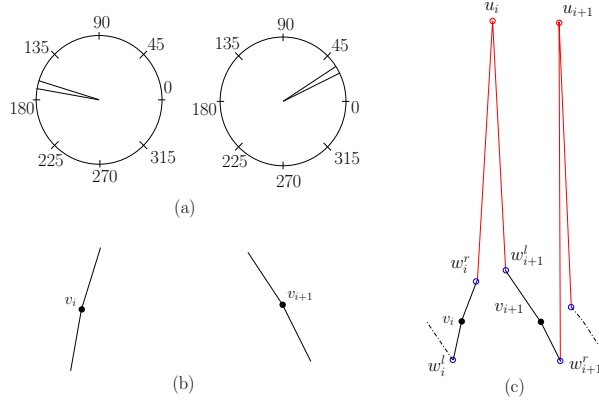 90
135
45
180
0
225
315
270
90
135
45
180
0
225
315
270
(a)
v_i
v_{i+1}
(b)
u_i
u_{i+1}
w_i^r
w_{i+1}^l
v_i
v_{i+1}
w_i^l
w_{i+1}^r
(c)